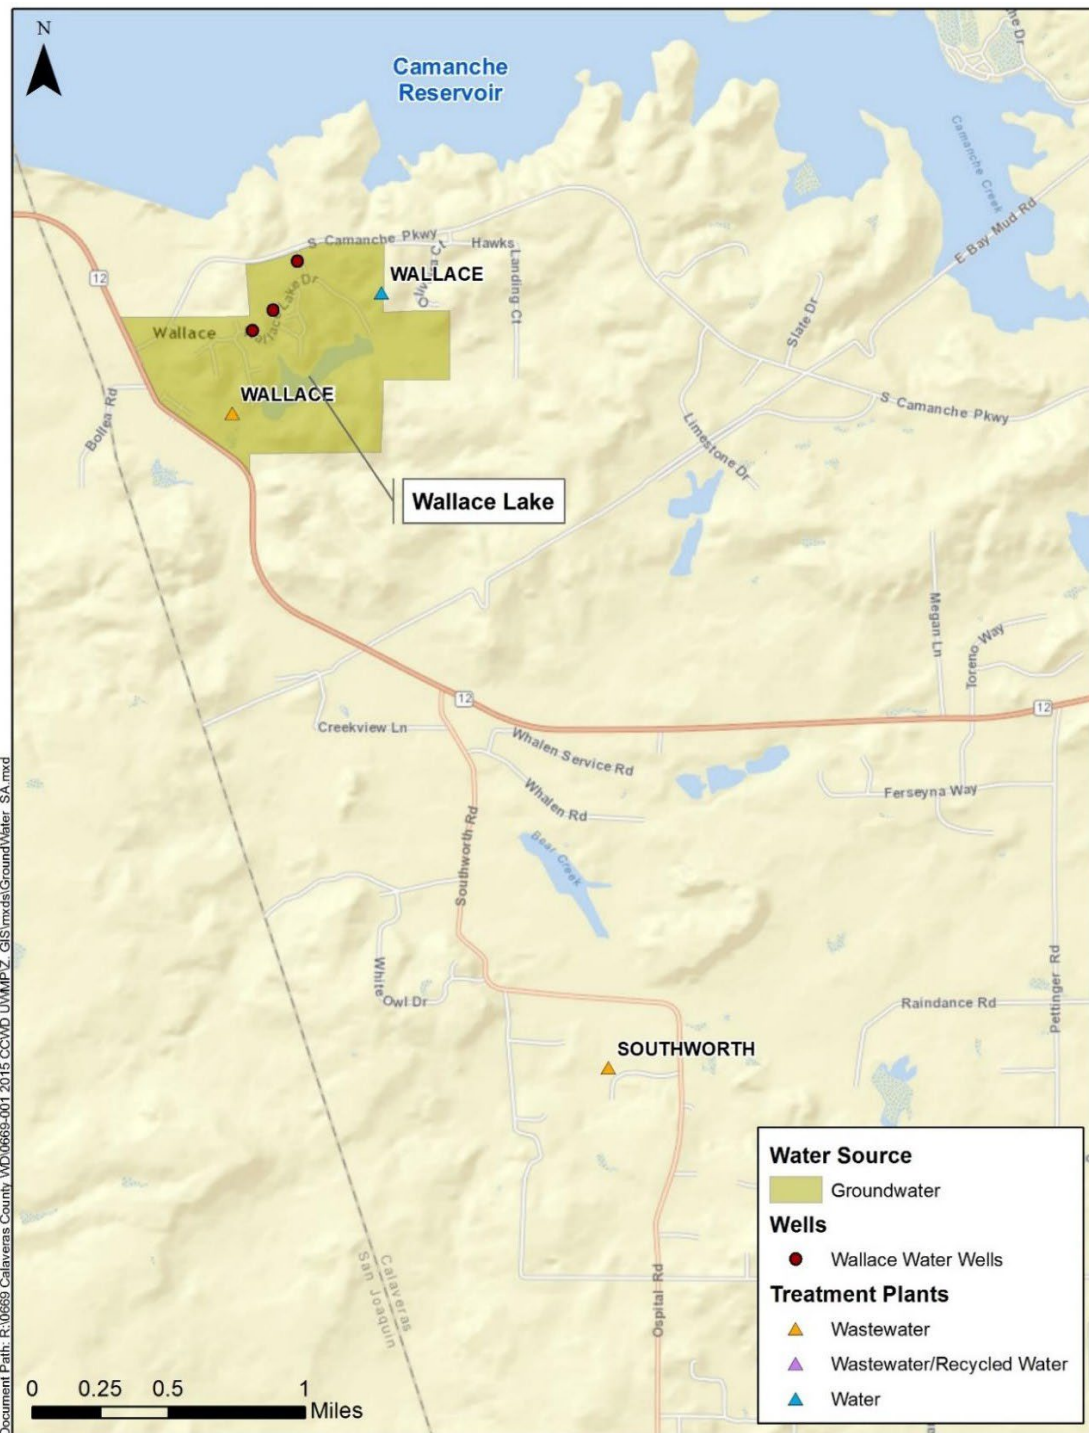 N
Camanche
Reservoir
Camanche Creek
E Bay Mud Rd
S Camanche Pkwy
Hawks
Landing Ct
WALLACE
12
Wallace
Wallace Lake Dr
Slate Dr
WALLACE
S Camanche Pkwy
Bollea Rd
Limestone Dr
Wallace Lake
Megan Ln
Toreno Way
12
12
Creekview Ln
Whalen Service Rd
Ferseyna Way
Whalen Rd
Southworth Rd
Bear Creek
White
Owl Dr
Raindance Rd
Pettinger Rd
SOUTHWORTH
Ospital Rd
Calaveras
San Joaquin
Water Source
Groundwater
Wells
Wallace Water Wells
Treatment Plants
Wastewater
Wastewater/Recycled Water
Water
0 0.25 0.5 1
Miles
Document Path: R:\0669 Calaveras County WD\0669-001 2015 CCWD UWMP\Z_GIS\mxds\GroundWater_SA.mxd